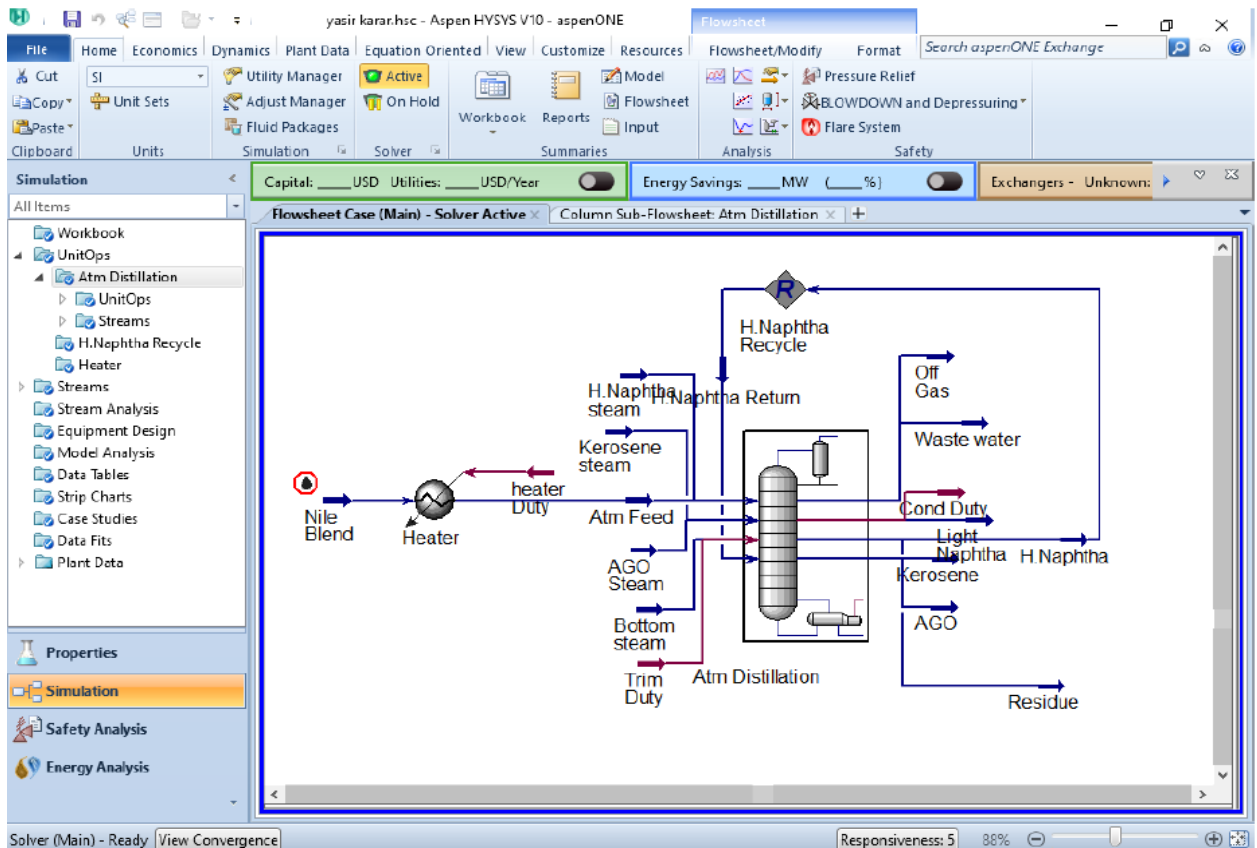 yasir karar.hsc - Aspen HYSYS V10 - aspenONE
Flowsheet
File Home Economics Dynamics Plant Data Equation Oriented View Customize Resources Flowsheet/Modify Format Search aspenONE Exchange
Cut SI Utility Manager Active Model Pressure Relief
Copy Unit Sets Adjust Manager On Hold Workbook Reports Flowsheet BLOWDOWN and Depressuring
Paste Fluid Packages Input Flare System
Clipboard Units Simulation Solver Summaries Analysis Safety
Simulation
Capital: ____USD Utilities: ____USD/Year
Energy Savings: ____MW (____%)
Exchangers - Unknown:
All Items
Flowsheet Case (Main) - Solver Active
Column Sub-Flowsheet: Atm Distillation
Workbook
UnitOps
Atm Distillation
UnitOps
Streams
H.Naphtha Recycle
Heater
Streams
Stream Analysis
Equipment Design
Model Analysis
Data Tables
Strip Charts
Case Studies
Data Fits
Plant Data
Properties
Simulation
Safety Analysis
Energy Analysis
R
H.Naphtha
Recycle
H.Naphtha
steam
H.Naphtha Return
Off
Gas
Kerosene
steam
Waste water
heater
Duty
Nile
Blend
Heater
Atm Feed
Cond Duty
Light
Naphtha
H.Naphtha
AGO
Steam
Kerosene
Bottom
steam
AGO
Trim
Duty
Atm Distillation
Residue
Solver (Main) - Ready View Convergence Responsiveness: 5 88%